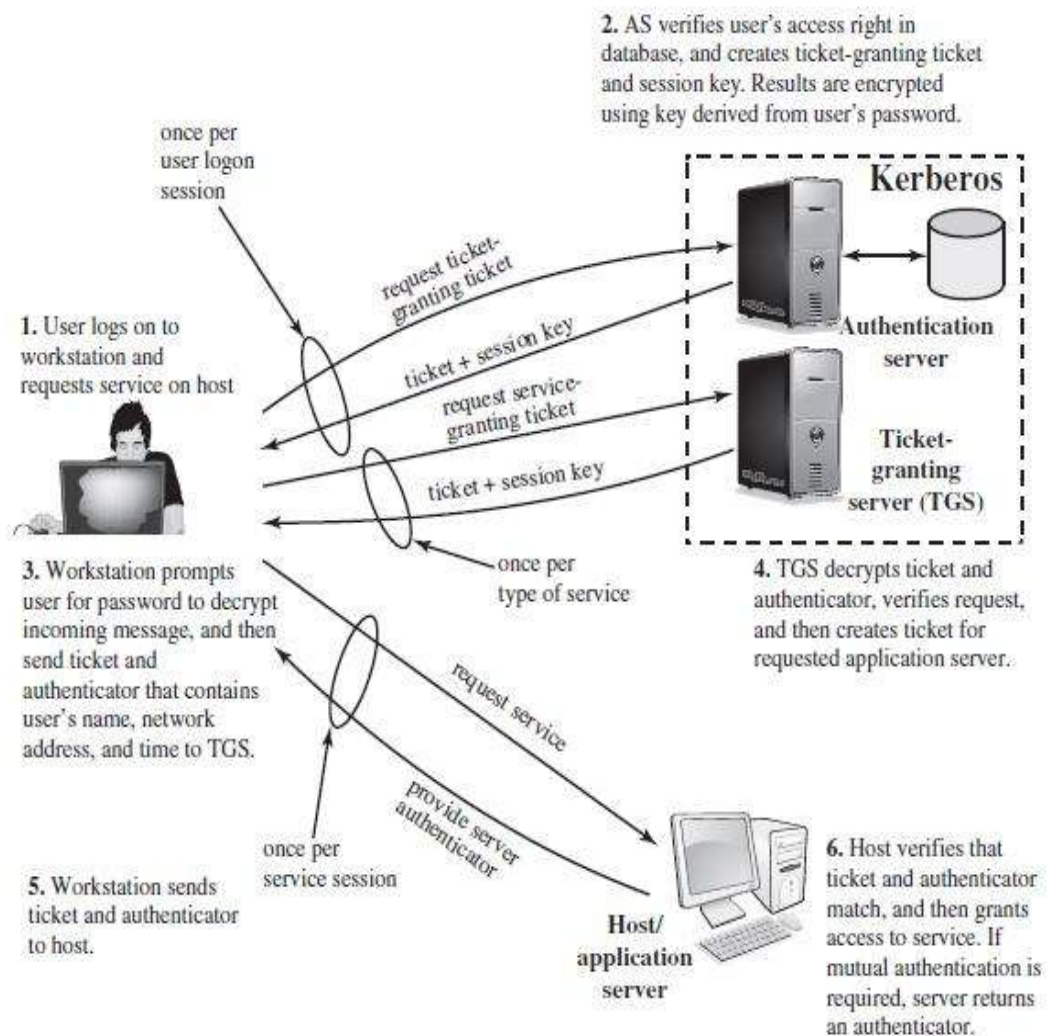 2. AS verifies user's access right in
database, and creates ticket-granting ticket
and session key. Results are encrypted
using key derived from user's password.
once per
user logon
session
Kerberos
request ticket-
granting ticket
1. User logs on to
workstation and
requests service on host
ticket + session key
Authentication
server
request service-
granting ticket
Ticket-
granting
server (TGS)
ticket + session key
once per
type of service
3. Workstation prompts
user for password to decrypt
incoming message, and then
send ticket and
authenticator that contains
user's name, network
address, and time to TGS.
4. TGS decrypts ticket and
authenticator, verifies request,
and then creates ticket for
requested application server.
request service
provide server
authenticator
once per
service session
5. Workstation sends
ticket and authenticator
to host.
Host/
application
server
6. Host verifies that
ticket and authenticator
match, and then grants
access to service. If
mutual authentication is
required, server returns
an authenticator.